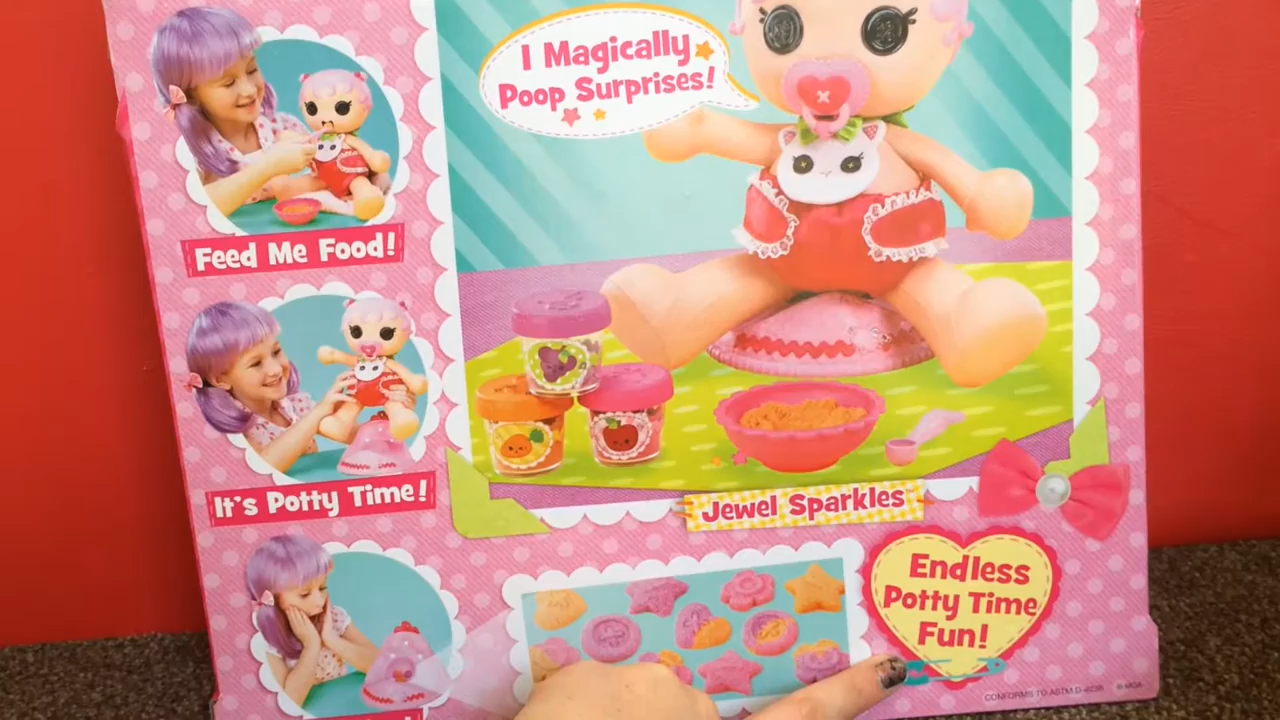 I Magically
Poop Surprises!
Feed Me Food!
It's Potty Time!
Jewel Sparkles
Endless
Potty Time
Fun!
CONFORMS TO ASTM D-4236
© MGA